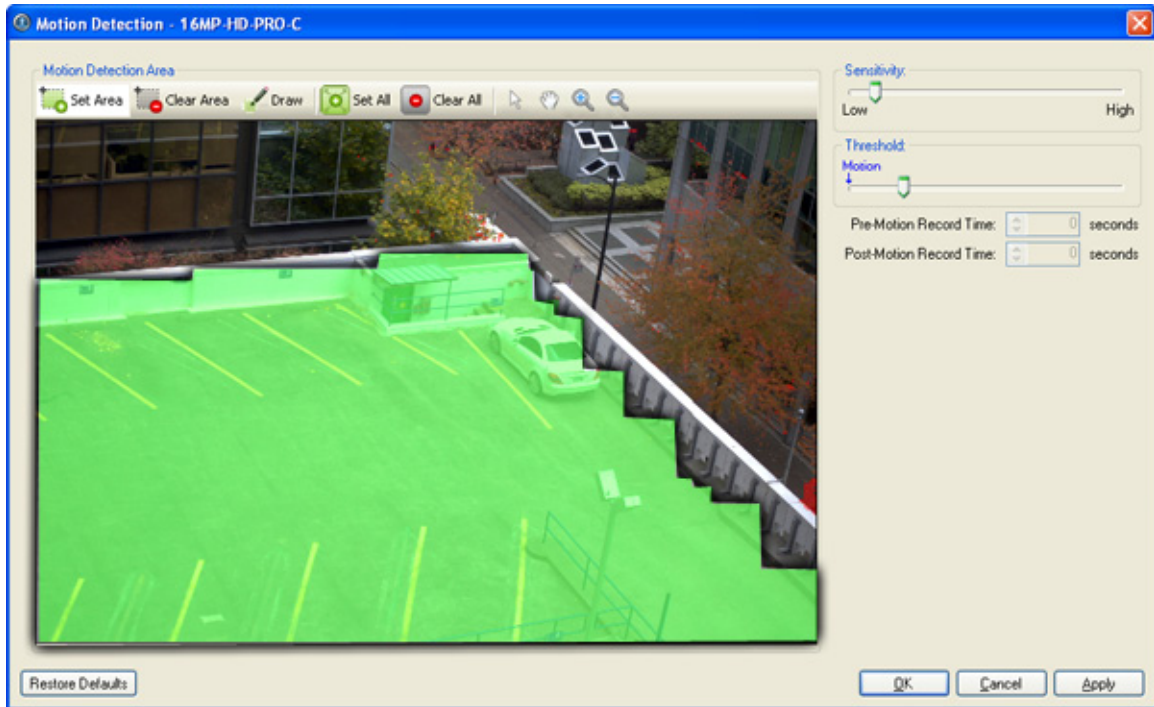 Motion Detection - 16MP-HD-PRO-C
Motion Detection Area
Set Area Clear Area Draw Set All Clear All
Sensitivity:
Low High
Threshold:
Motion
Pre-Motion Record Time: 0 seconds
Post-Motion Record Time: 0 seconds
Restore Defaults OK Cancel Apply